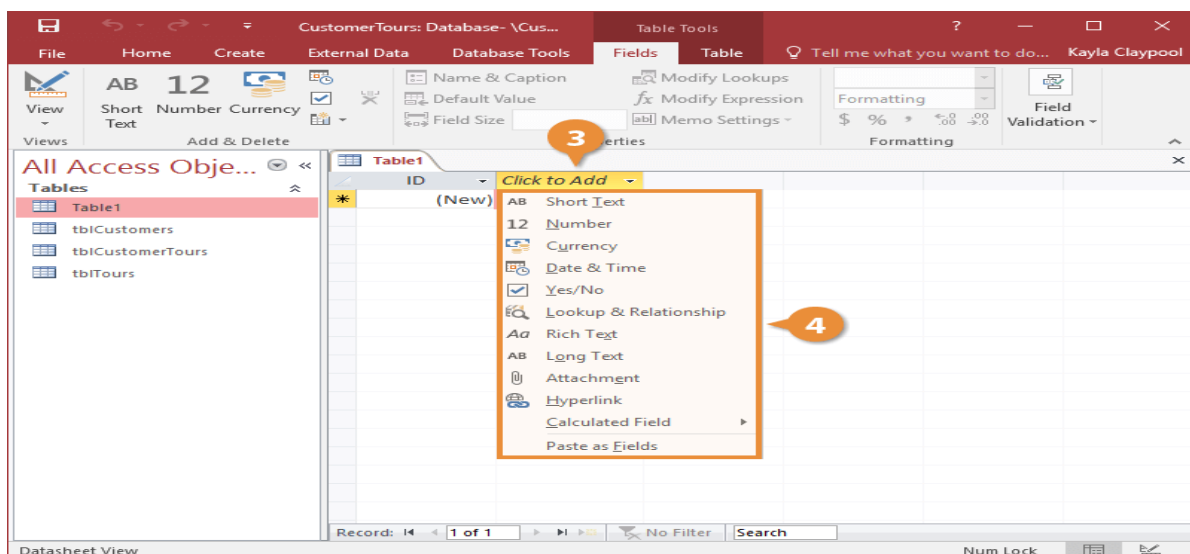 CustomerTours: Database- \Cus... Table Tools ?
File Home Create External Data Database Tools Fields Table Tell me what you want to do... Kayla Claypool
View
AB Short Text
12 Number
Currency
Name & Caption
Default Value
Field Size
Modify Lookups
fx Modify Expression
ab Memo Settings
Formatting
$ % , .00 .00
Field Validation
Views Add & Delete erties Formatting
3
All Access Obje... «
Tables
Table1
tblCustomers
tblCustomerTours
tblTours
Table1
ID Click to Add
* (New)
AB Short Text
12 Number
Currency
Date & Time
Yes/No
Lookup & Relationship
Aa Rich Text
AB Long Text
Attachment
Hyperlink
Calculated Field
Paste as Fields
4
Record: 1 of 1 No Filter Search
Datasheet View Num Lock